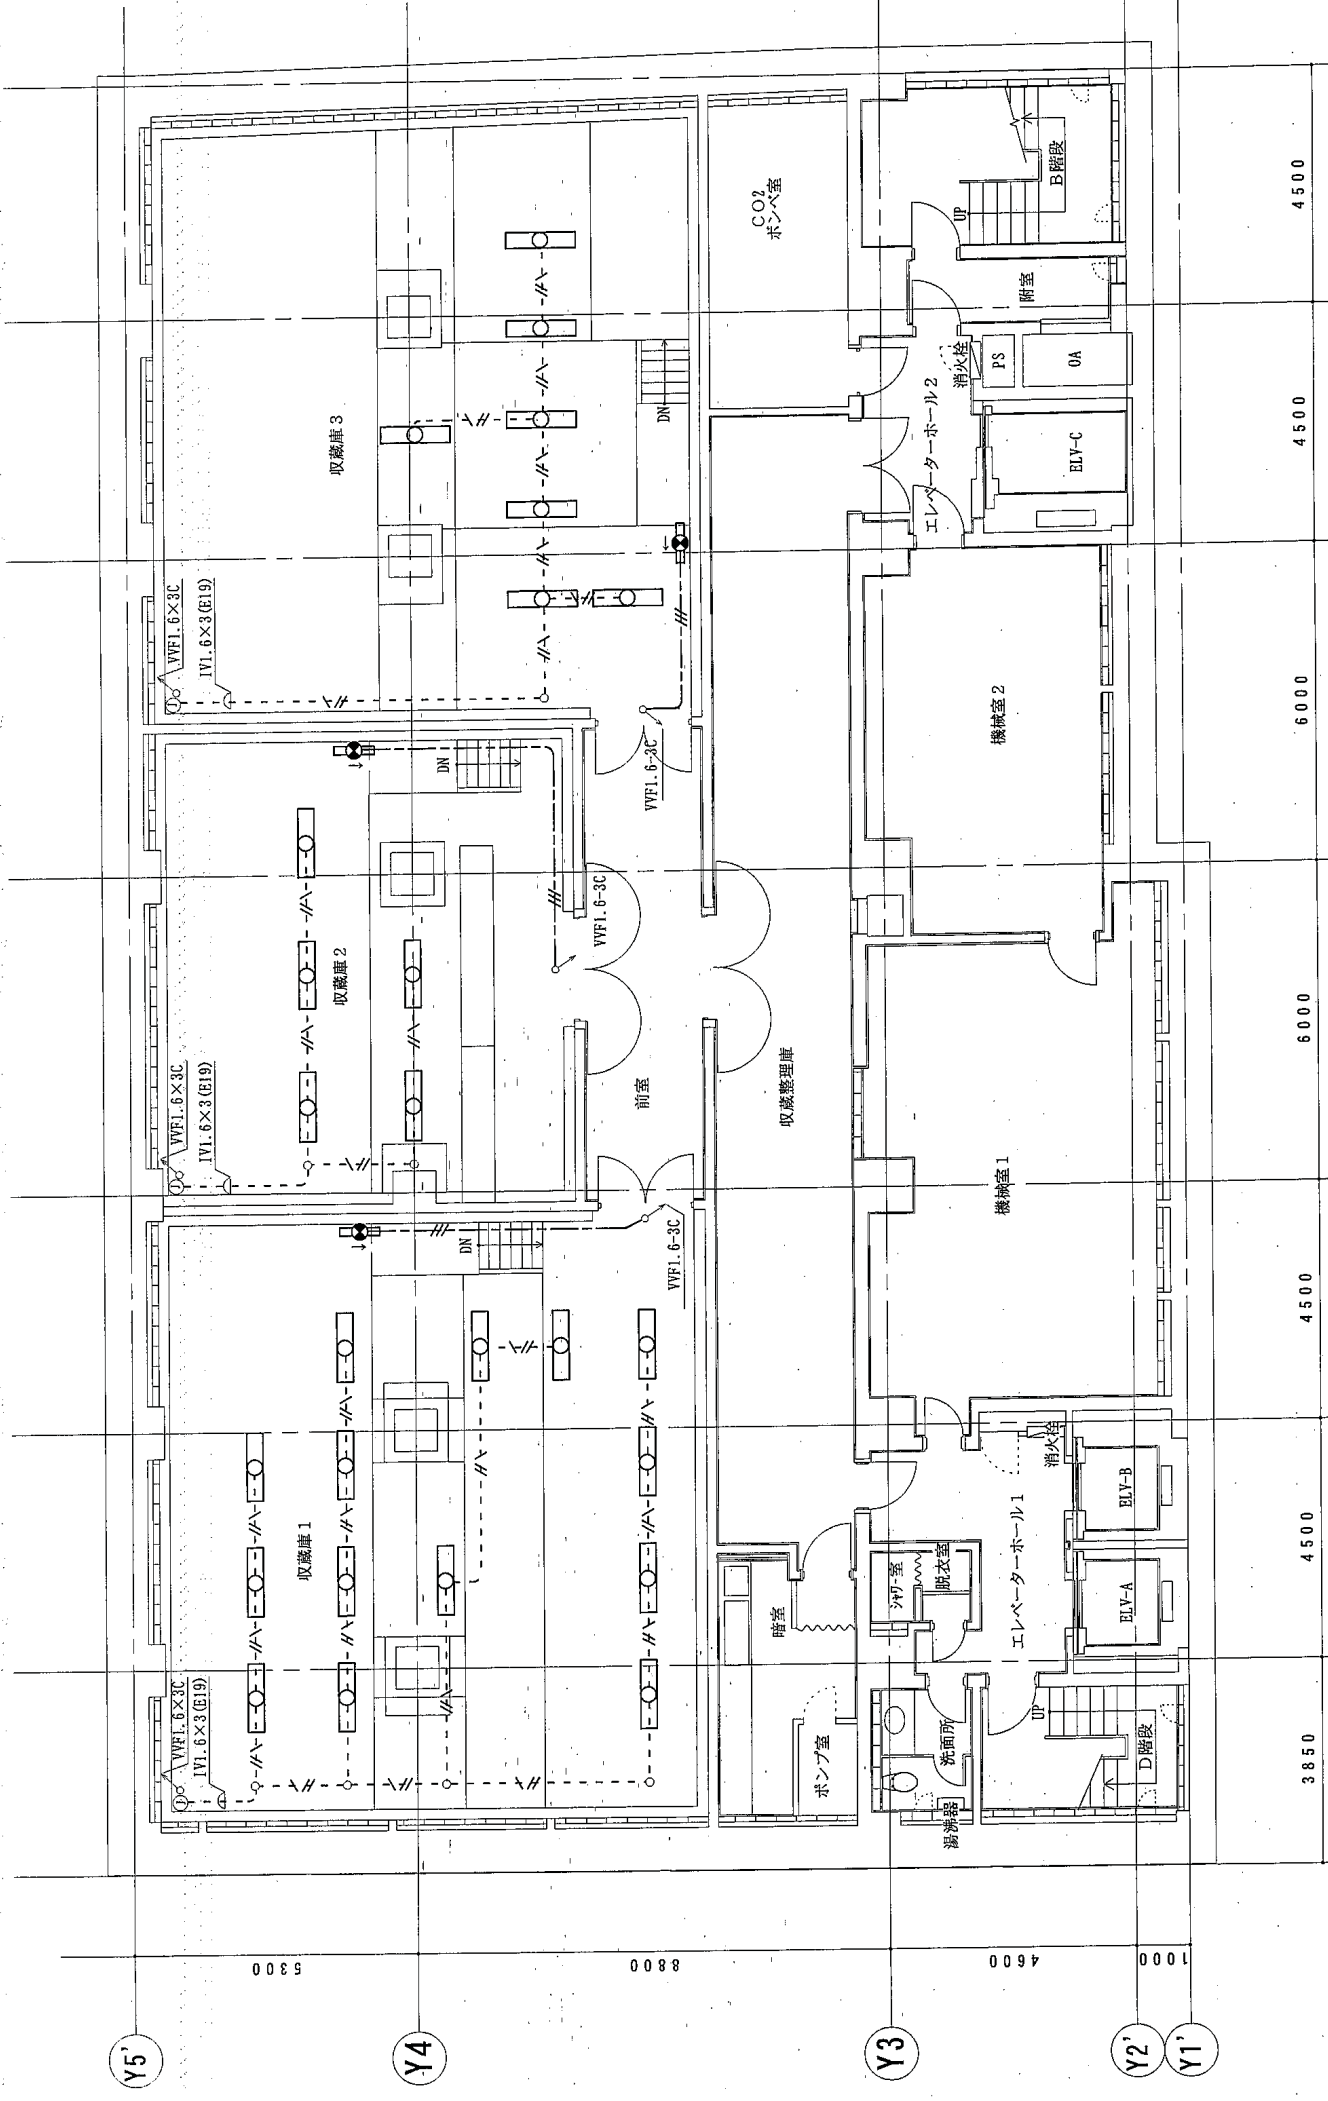 VVF1.6×3C
IV1.6×3(E19)
収蔵庫1
VVF1.6×3C
IV1.6×3(E19)
収蔵庫2
VVF1.6×3C
IV1.6×3(E19)
収蔵庫3
DN
DN
DN
VVF1.6-3C
VVF1.6-3C
VVF1.6-3C
前室
収蔵整理庫
CO2
ボンベ室
暗室
ポンプ室
シャワー室
脱衣室
洗面所
湯沸器
エレベーターホール1
消火栓
ELV-A
ELV-B
UP
D階段
機械室1
機械室2
エレベーターホール2
消火栓
PS
OA
ELV-C
附室
UP
B階段
Y5'
Y4
Y3
Y2'
Y1'
5300
8800
4600
1000
3850
4500
4500
6000
6000
4500
4500